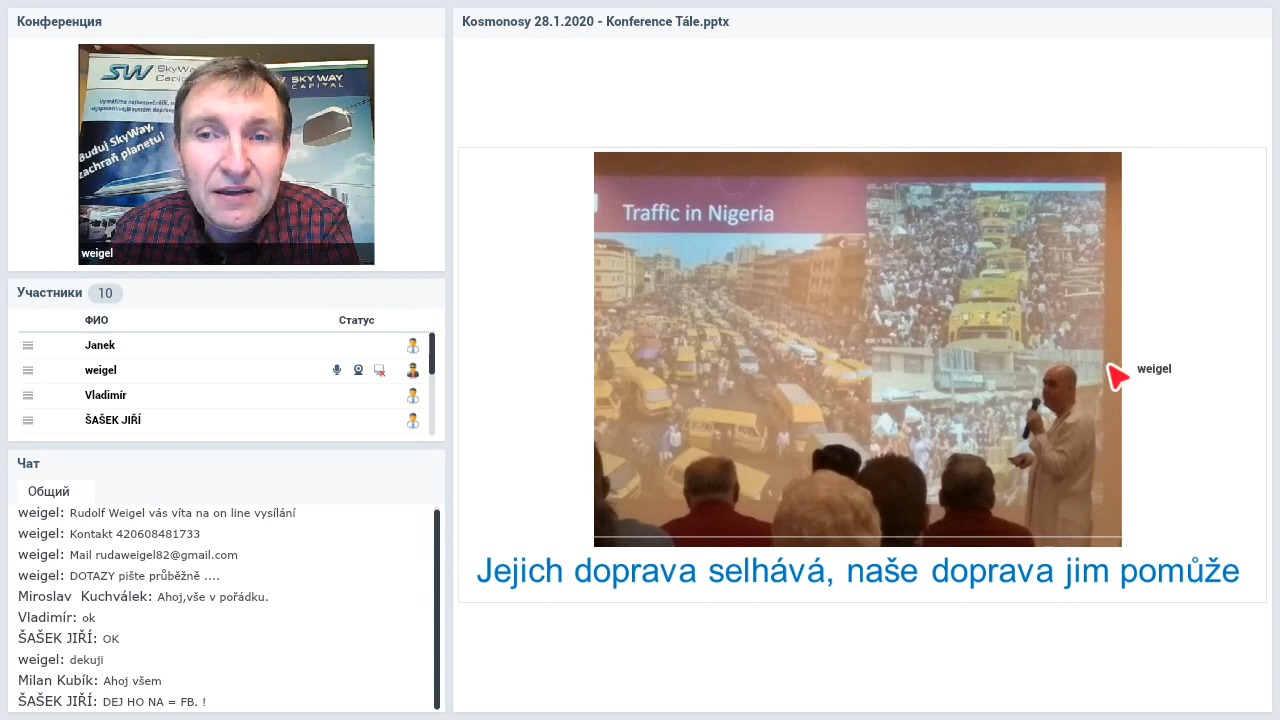 Конференция
SW SkyWay
SKY WAY
CAPITAL
Buduj SkyWay,
zachraň planetu!
weigel
Участники 10
ФИО Статус
Janek
weigel
Vladimír
ŠAŠEK JIŘÍ
Чат
Общий
weigel: Rudolf Weigel vás víta na on line vysílání
weigel: Kontakt 420608481733
weigel: Mail rudaweigel82@gmail.com
weigel: DOTAZY pište průběžně ....
Miroslav Kuchválek: Ahoj,vše v pořádku.
Vladimír: ok
ŠAŠEK JIŘÍ: OK
weigel: dekuji
Milan Kubík: Ahoj všem
ŠAŠEK JIŘÍ: DEJ HO NA = FB. !
Kosmonosy 28.1.2020 - Konference Tále.pptx
Traffic in Nigeria
weigel
Jejich doprava selhává, naše doprava jim pomůže